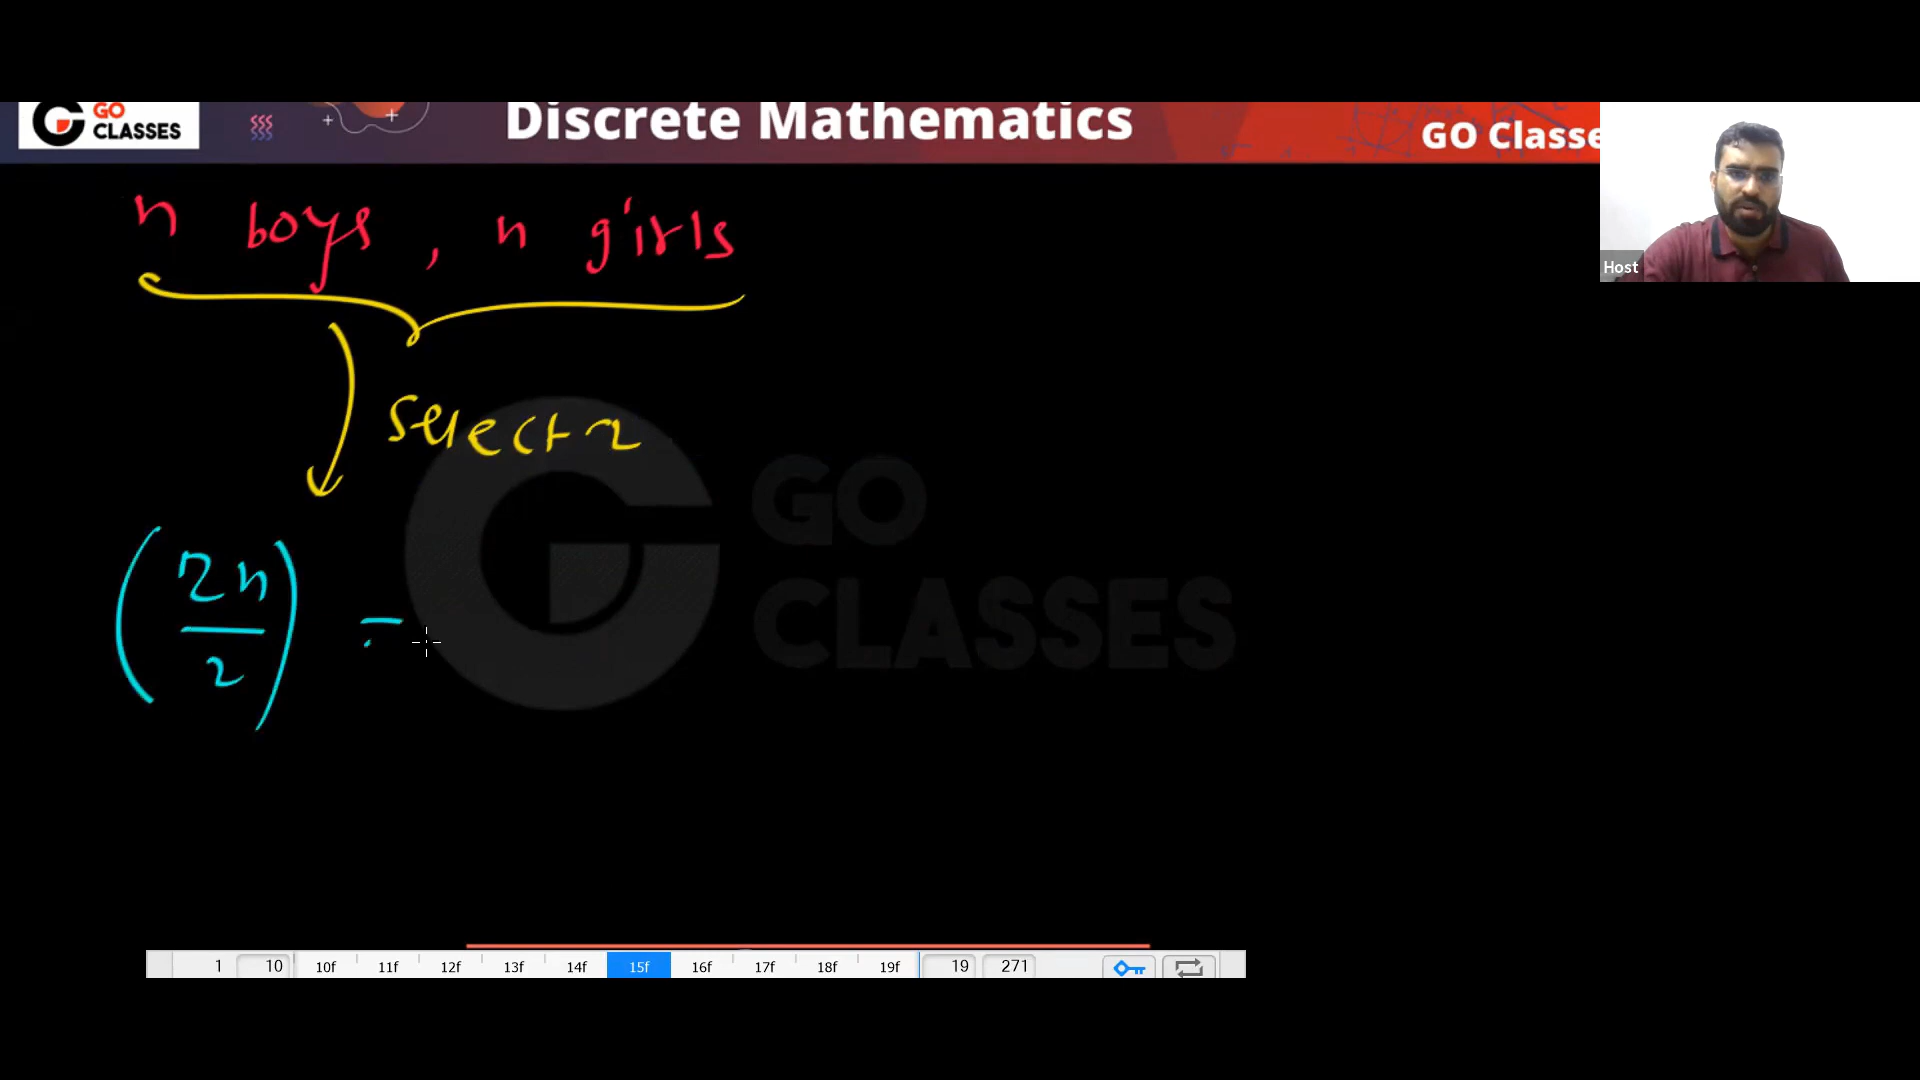 GO
CLASSES
Discrete Mathematics
GO Classe
Host
n boys, n girls
select 2
(2n
2) =
GO
CLASSES
1 10 10f 11f 12f 13f 14f 15f 16f 17f 18f 19f 19 271